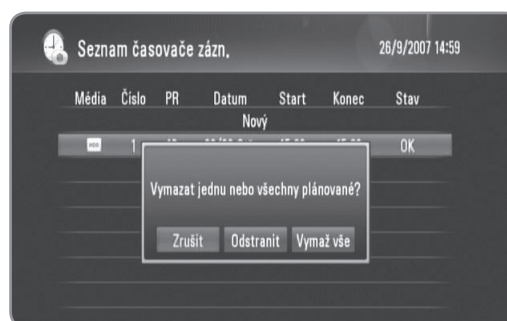 Seznam časovače zázn. 26/9/2007 14:59
Média Číslo PR Datum Start Konec Stav
Nový
HDD 1 OK
Vymazat jednu nebo všechny plánované?
Zrušit Odstranit Vymaž vše